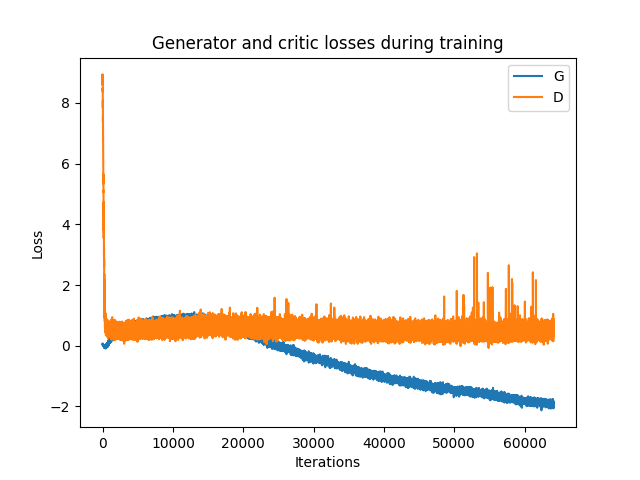 Generator and critic losses during training
G
D
8
6
4
2
0
−2
Loss
0 10000 20000 30000 40000 50000 60000
Iterations